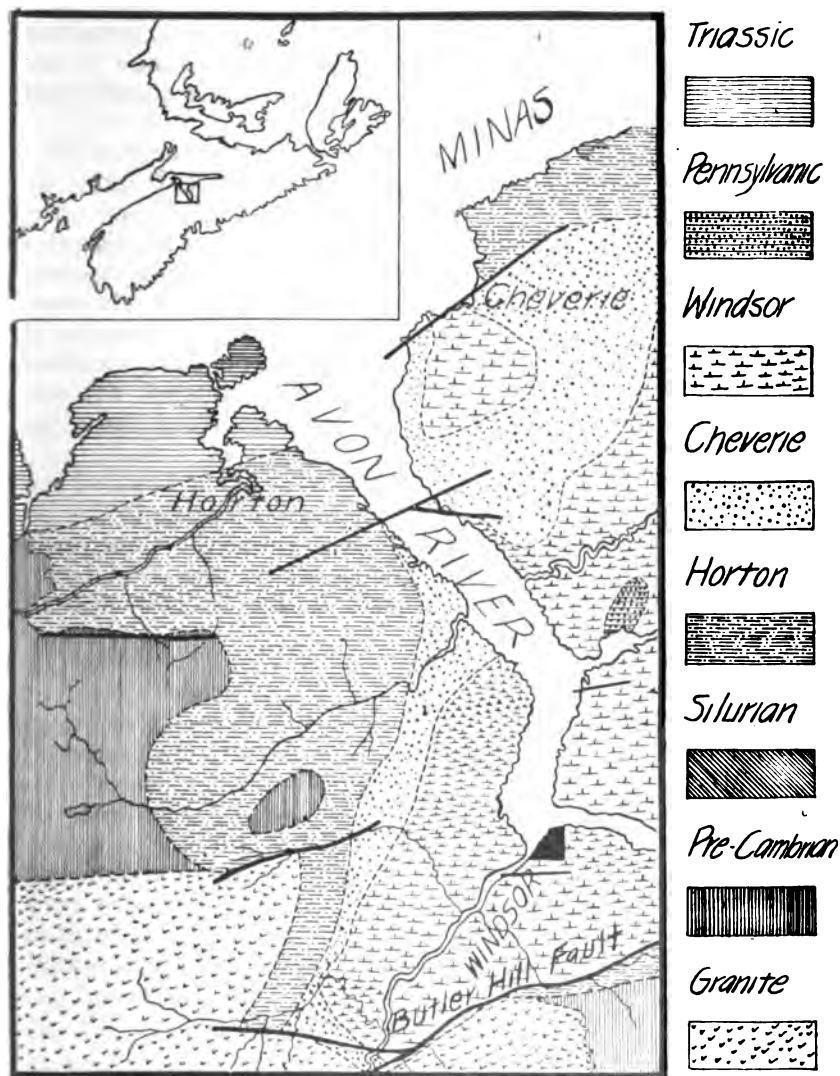 MINAS
Cheverie
AVON RIVER
Horton
WINDSOR
Butler Hill Fault
Triassic
Pennsylvanic
Windsor
Cheverie
Horton
Silurian
Pre-Cambrian
Granite